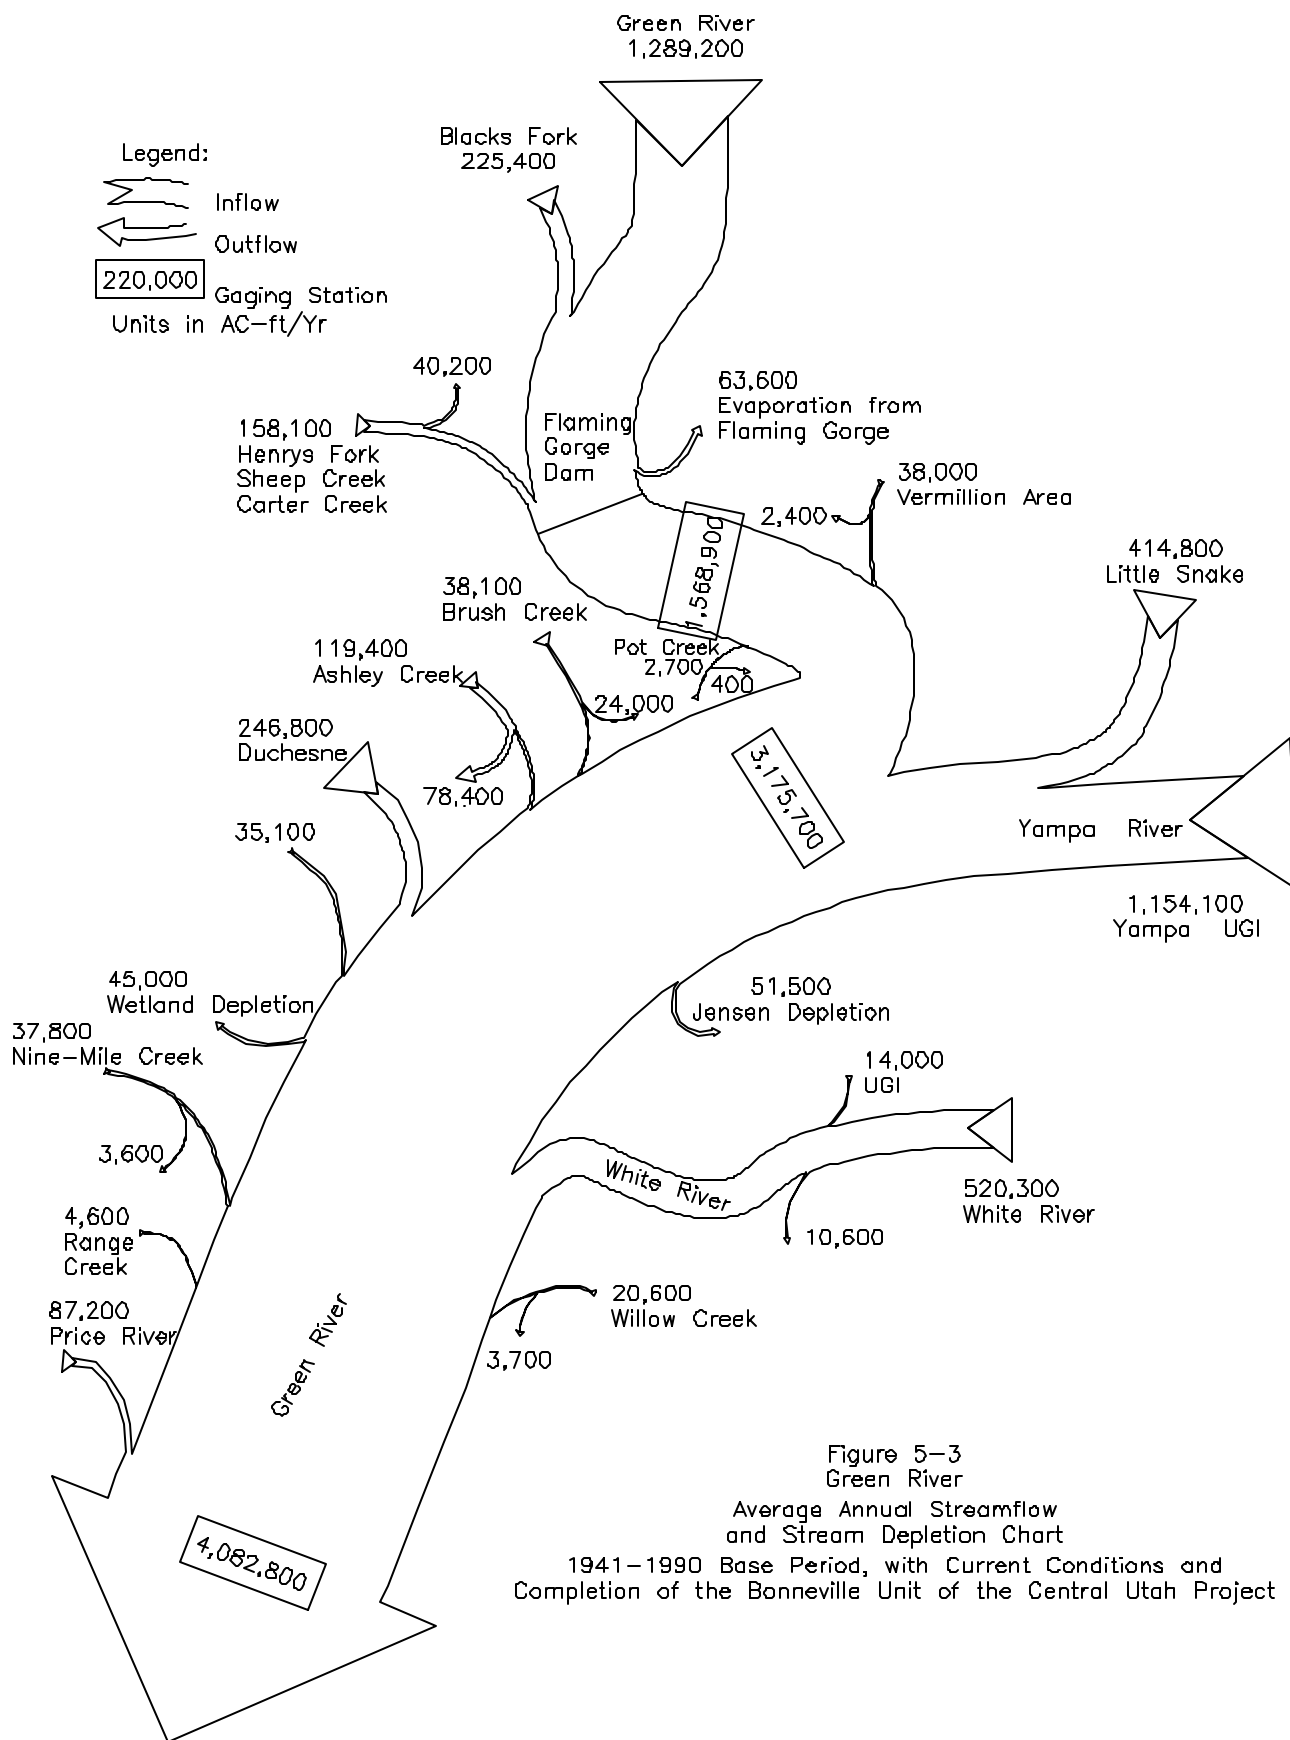 Green River
1,289,200
Blacks Fork
225,400
Legend:
Inflow
Outflow
220,000
Gaging Station
Units in AC-ft/Yr
40,200
158,100
Henrys Fork
Sheep Creek
Carter Creek
Flaming
Gorge
Dam
63,600
Evaporation from
Flaming Gorge
38,000
Vermillion Area
2,400
1,568,900
414,800
Little Snake
38,100
Brush Creek
Pot Creek
2,700
400
24,000
119,400
Ashley Creek
78,400
246,800
Duchesne
3,175,700
Yampa River
1,154,100
Yampa UGI
35,100
45,000
Wetland Depletion
51,500
Jensen Depletion
37,800
Nine-Mile Creek
3,600
14,000
UGI
White River
520,300
White River
10,600
4,600
Range
Creek
20,600
Willow Creek
3,700
87,200
Price River
Green River
4,082,800
Figure 5-3
Green River
Average Annual Streamflow
and Stream Depletion Chart
1941-1990 Base Period, with Current Conditions and
Completion of the Bonneville Unit of the Central Utah Project